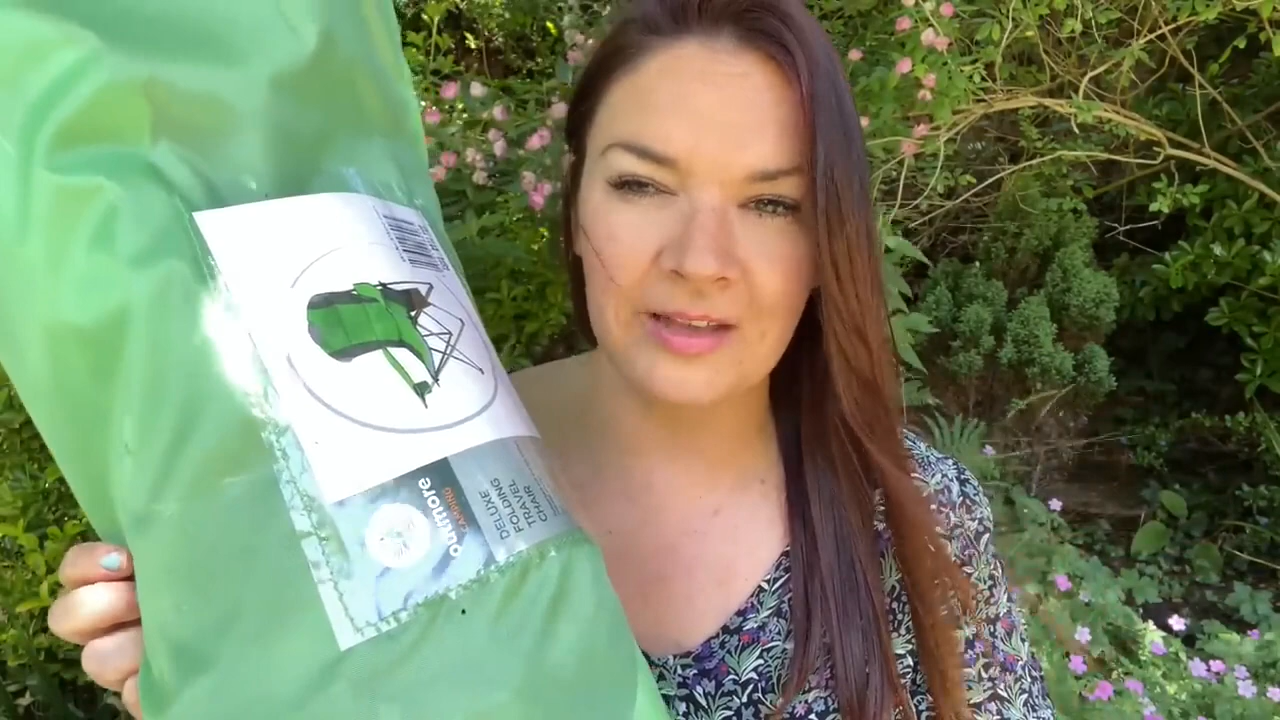 outmore
CAMPING
DELUXE
FOLDING
TRAVEL
CHAIR